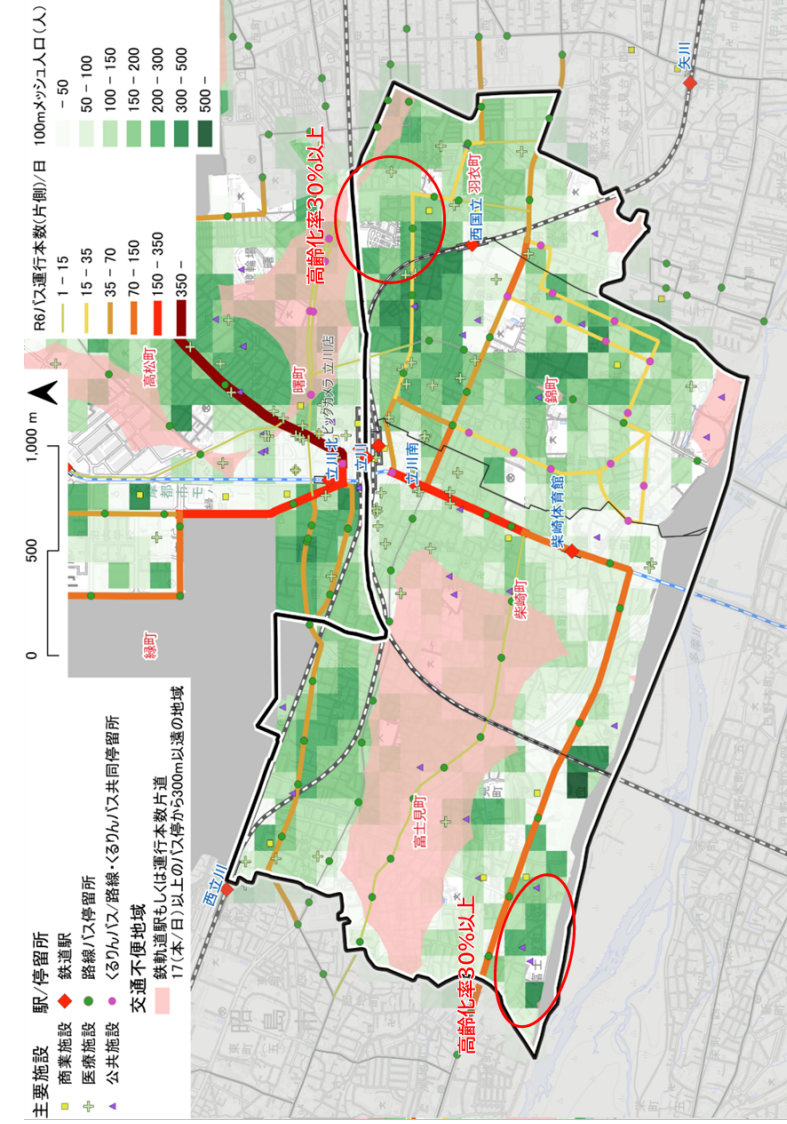 主要施設
商業施設
医療施設
公共施設
駅/停留所
鉄道駅
路線バス停留所
くるりんバス/路線・くるりんバス共同停留所
交通不便地域
鉄軌道駅もしくは運行本数片道
17(本/日)以上のバス停から300m以遠の地域
0 500 1,000 m
R6バス運行本数(片側)/日
1 - 15
15 - 35
35 - 70
70 - 150
150 - 350
350 -
100mメッシュ人口(人)
- 50
50 - 100
100 - 150
150 - 200
200 - 300
300 - 500
500 -
緑町
高松町
曙町
ビックカメラ 立川店
高齢化率30%以上
西立川
立川北
立川
立川南
西国立
羽衣町
矢川
錦町
柴崎体育館
柴崎町
富士見町
高齢化率30%以上